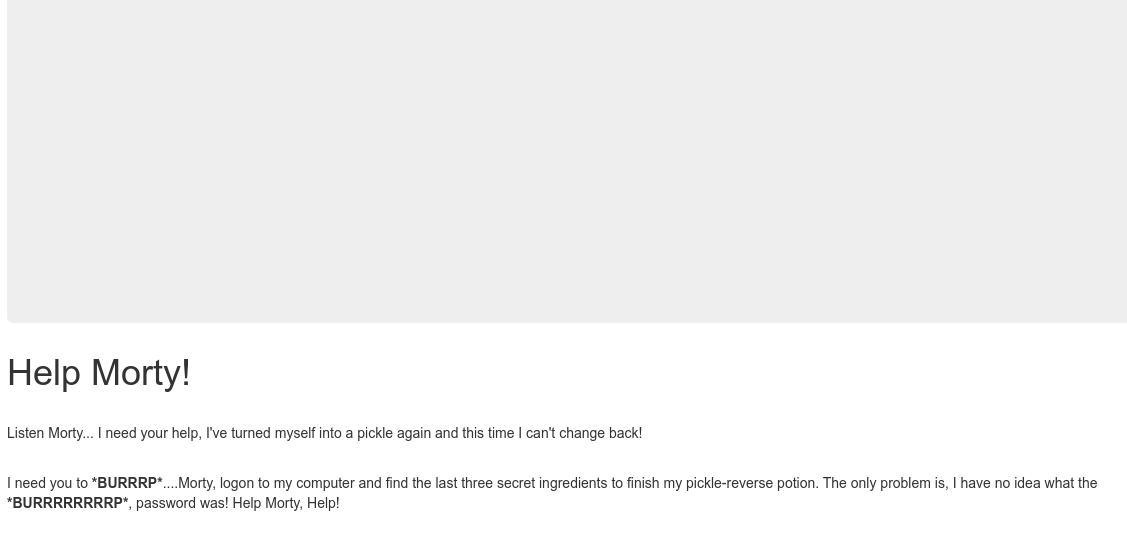 Help Morty!
Listen Morty... I need your help, I've turned myself into a pickle again and this time I can't change back!
I need you to *BURRRP*....Morty, logon to my computer and find the last three secret ingredients to finish my pickle-reverse potion. The only problem is, I have no idea what the
*BURRRRRRRRP*, password was! Help Morty, Help!